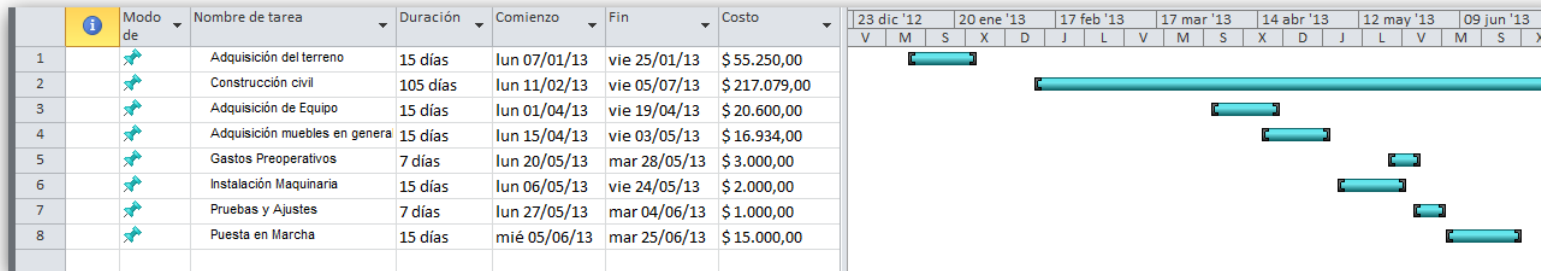 Modo de Nombre de tarea Duración Comienzo Fin Costo 23 dic '12 20 ene '13 17 feb '13 17 mar '13 14 abr '13 12 may '13 09 jun '13
V M S X D J L V M S X D J L V M S X
1 Adquisición del terreno 15 días lun 07/01/13 vie 25/01/13 $ 55.250,00
2 Construcción civil 105 días lun 11/02/13 vie 05/07/13 $ 217.079,00
3 Adquisición de Equipo 15 días lun 01/04/13 vie 19/04/13 $ 20.600,00
4 Adquisición muebles en general 15 días lun 15/04/13 vie 03/05/13 $ 16.934,00
5 Gastos Preoperativos 7 días lun 20/05/13 mar 28/05/13 $ 3.000,00
6 Instalación Maquinaria 15 días lun 06/05/13 vie 24/05/13 $ 2.000,00
7 Pruebas y Ajustes 7 días lun 27/05/13 mar 04/06/13 $ 1.000,00
8 Puesta en Marcha 15 días mié 05/06/13 mar 25/06/13 $ 15.000,00